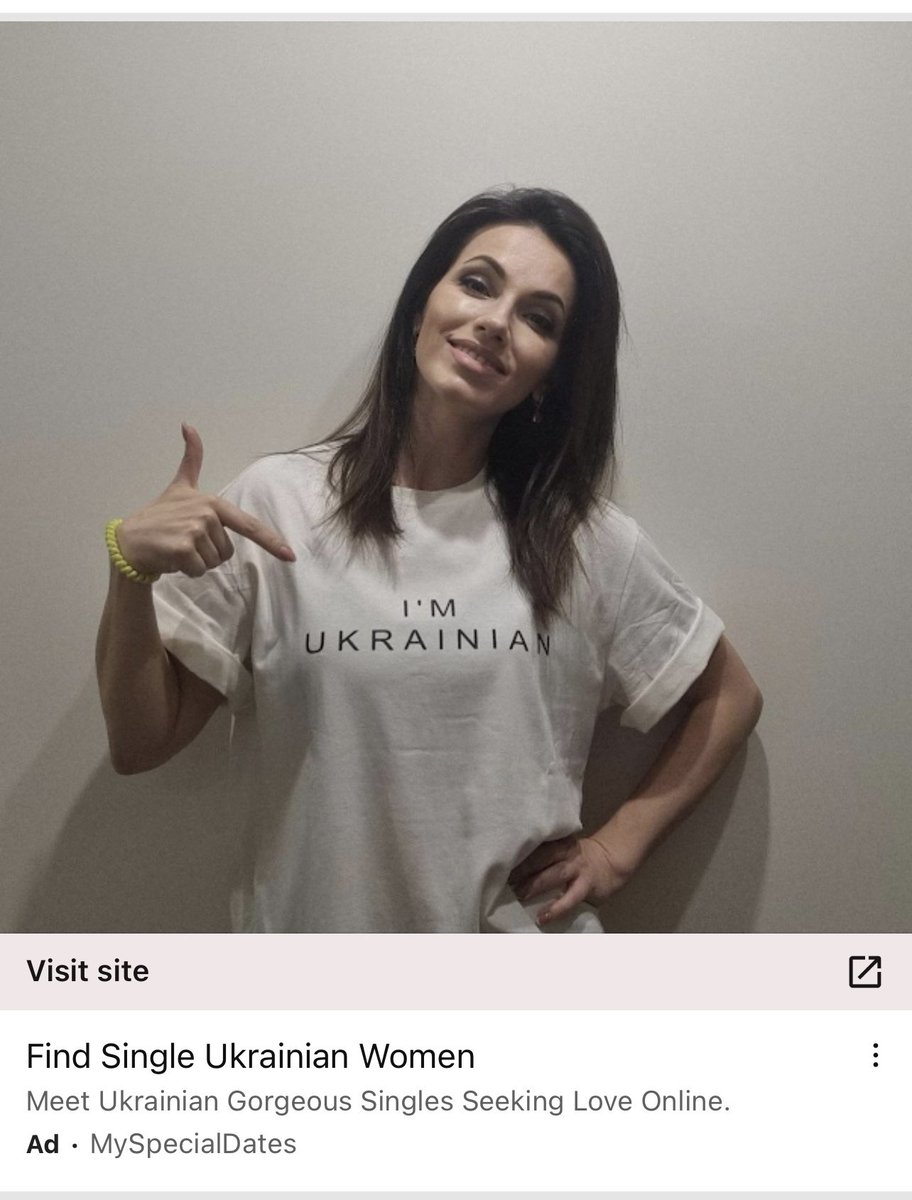 I'M
UKRAINIAN
Visit site
Find Single Ukrainian Women
Meet Ukrainian Gorgeous Singles Seeking Love Online.
Ad · MySpecialDates